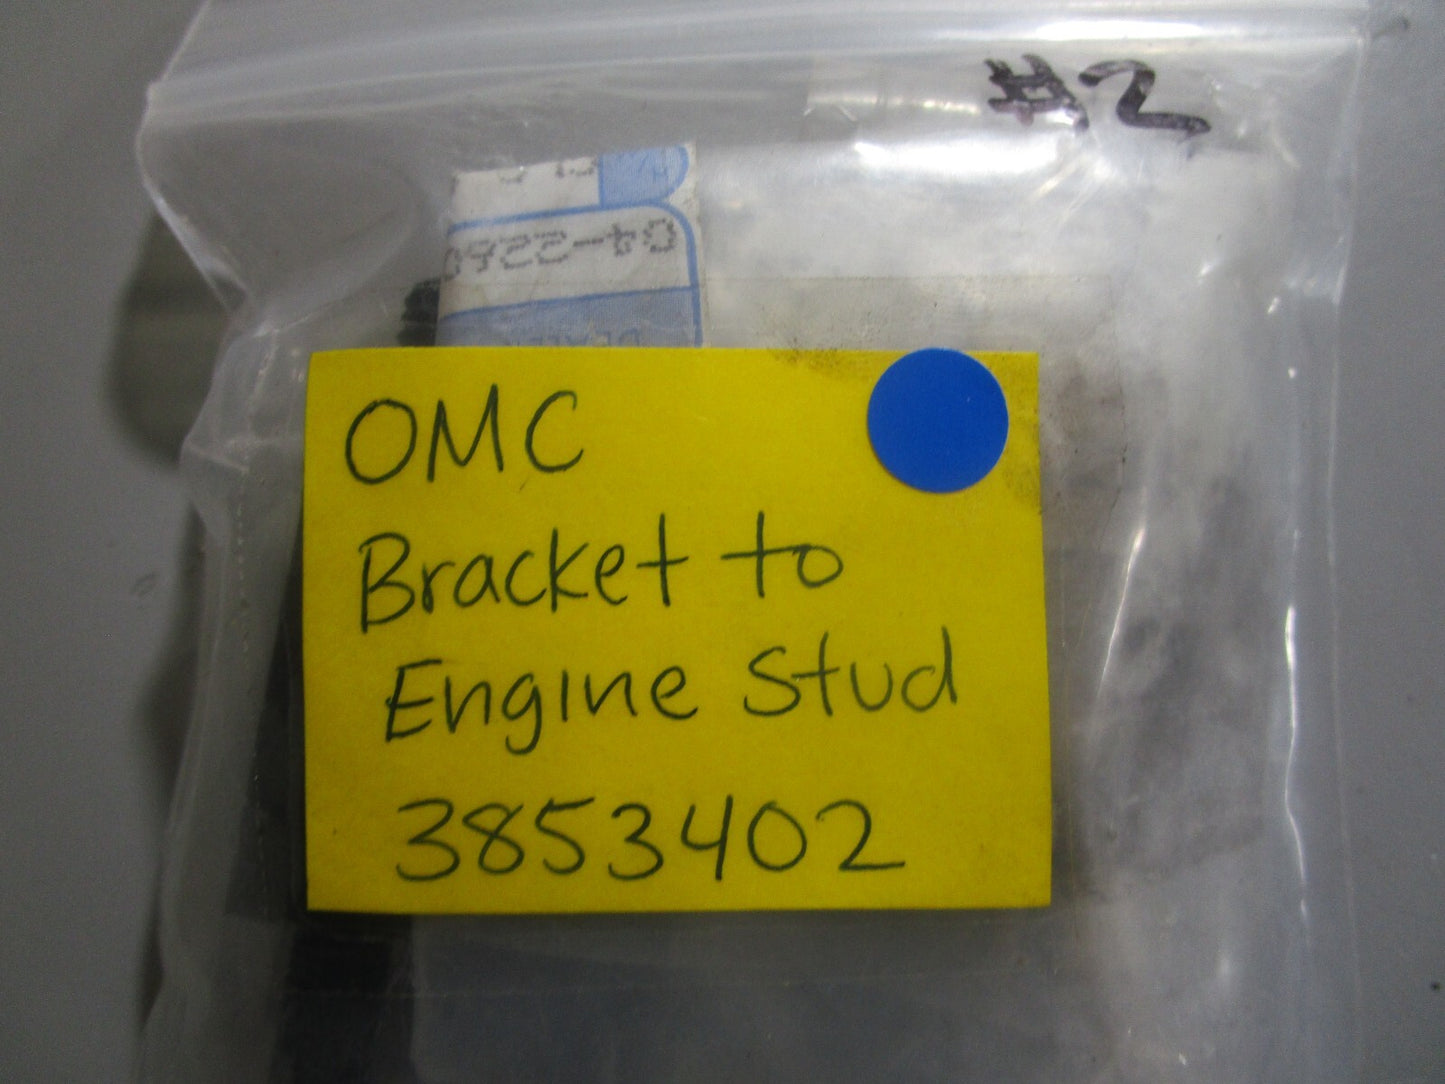 #2
04-2260
OMC
Bracket to
Engine Stud
3853402